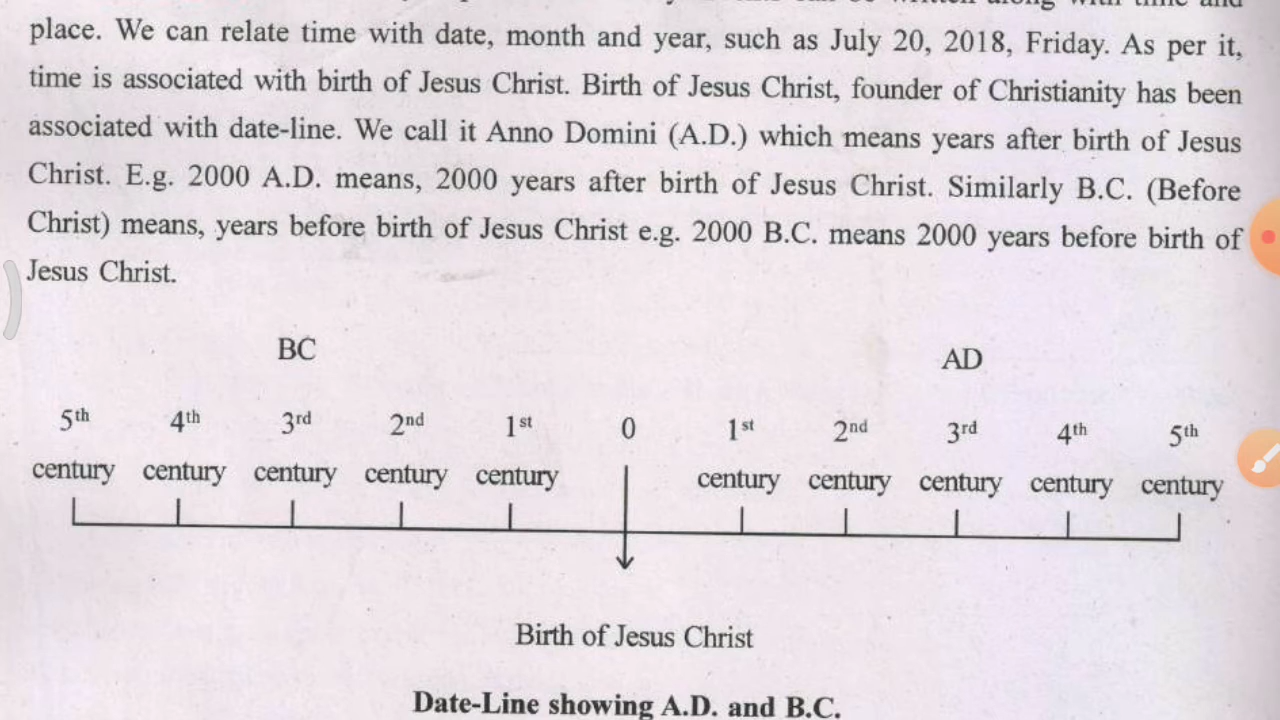 place. We can relate time with date, month and year, such as July 20, 2018, Friday. As per it,
time is associated with birth of Jesus Christ. Birth of Jesus Christ, founder of Christianity has been
associated with date-line. We call it Anno Domini (A.D.) which means years after birth of Jesus
Christ. E.g. 2000 A.D. means, 2000 years after birth of Jesus Christ. Similarly B.C. (Before
Christ) means, years before birth of Jesus Christ e.g. 2000 B.C. means 2000 years before birth of
Jesus Christ.
BC AD
5th 4th 3rd 2nd 1st 0 1st 2nd 3rd 4th 5th
century century century century century century century century century century
Birth of Jesus Christ
Date-Line showing A.D. and B.C.